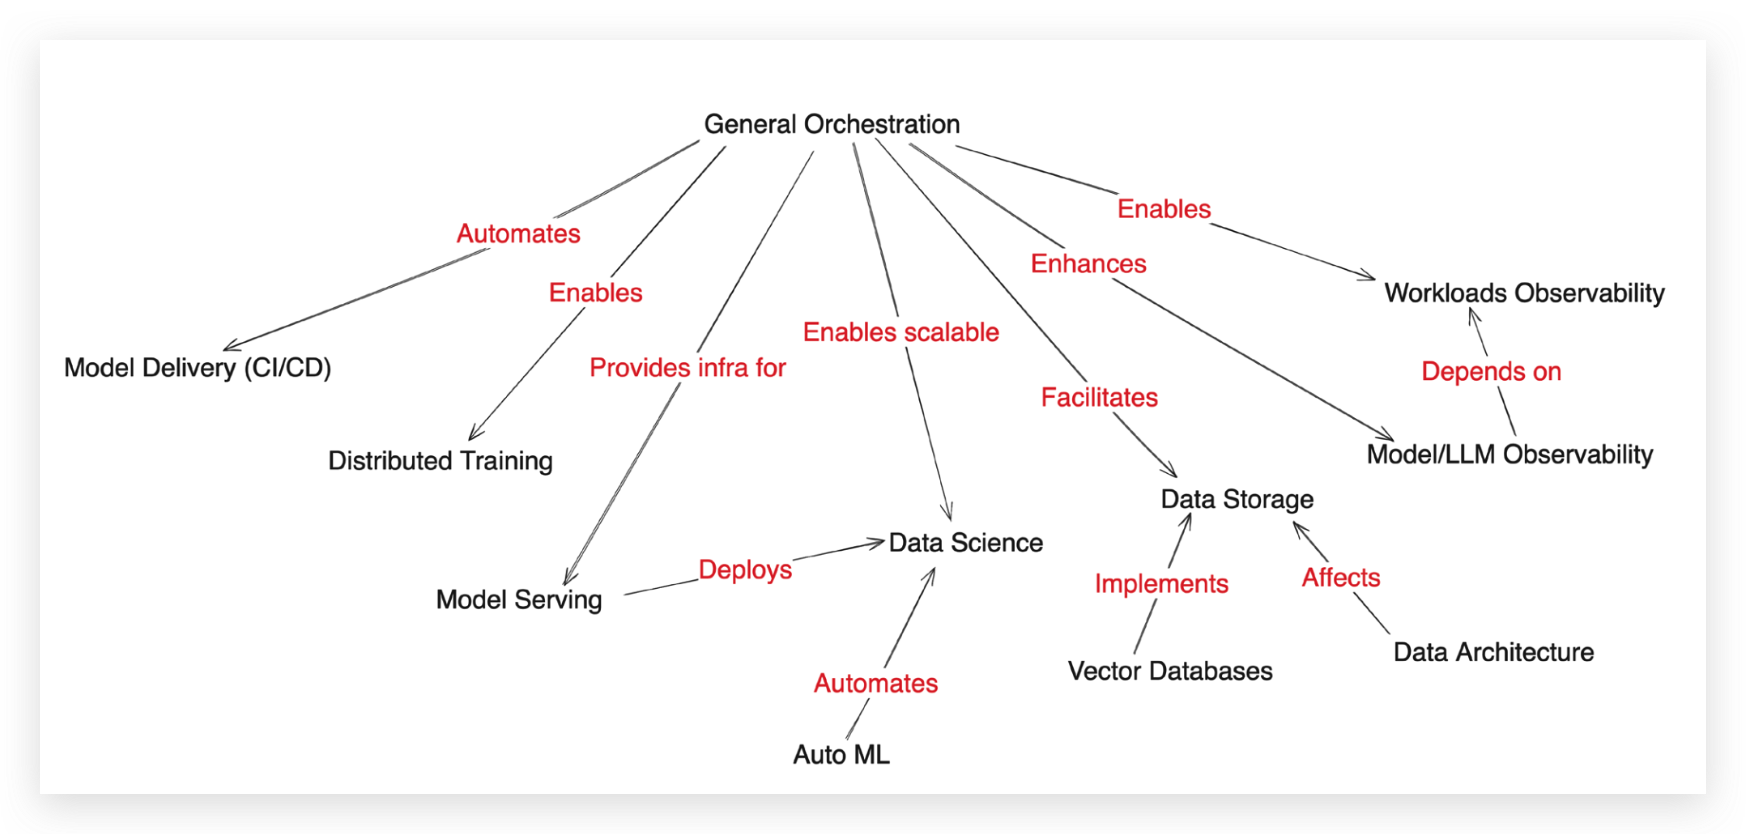 General Orchestration
Enables
Automates
Enhances
Enables
Workloads Observability
Enables scalable
Model Delivery (CI/CD)
Provides infra for
Depends on
Facilitates
Distributed Training
Model/LLM Observability
Data Storage
Data Science
Deploys
Affects
Implements
Model Serving
Data Architecture
Vector Databases
Automates
Auto ML